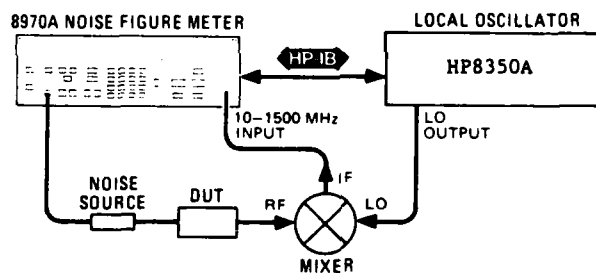 8970A NOISE FIGURE METER
LOCAL OSCILLATOR
HP-IB
HP8350A
10-1500 MHz
INPUT
LO
OUTPUT
NOISE
SOURCE
DUT
RF
IF
LO
MIXER